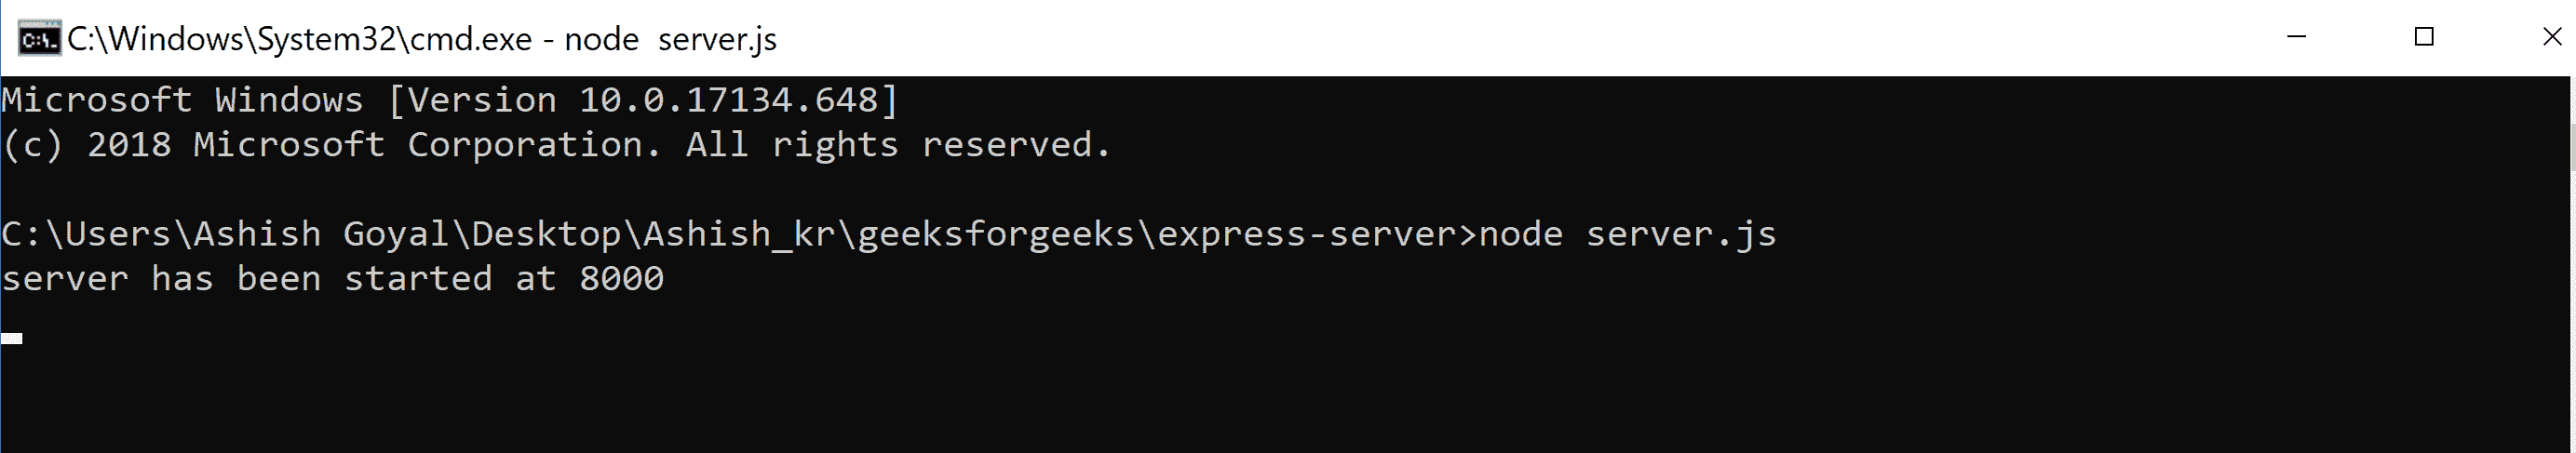 C:\Windows\System32\cmd.exe - node  server.js
Microsoft Windows [Version 10.0.17134.648]
(c) 2018 Microsoft Corporation. All rights reserved.
C:\Users\Ashish Goyal\Desktop\Ashish_kr\geeksforgeeks\express-server>node server.js
server has been started at 8000